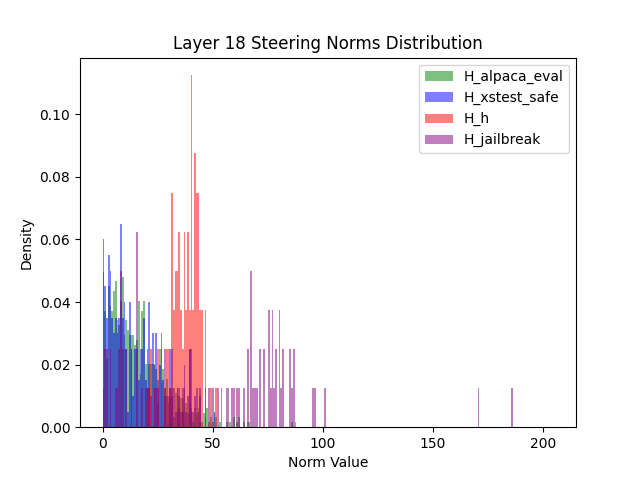 Layer 18 Steering Norms Distribution
H_alpaca_eval
H_xstest_safe
H_h
H_jailbreak
Density
0.10
0.08
0.06
0.04
0.02
0.00
0
50
100
150
200
Norm Value